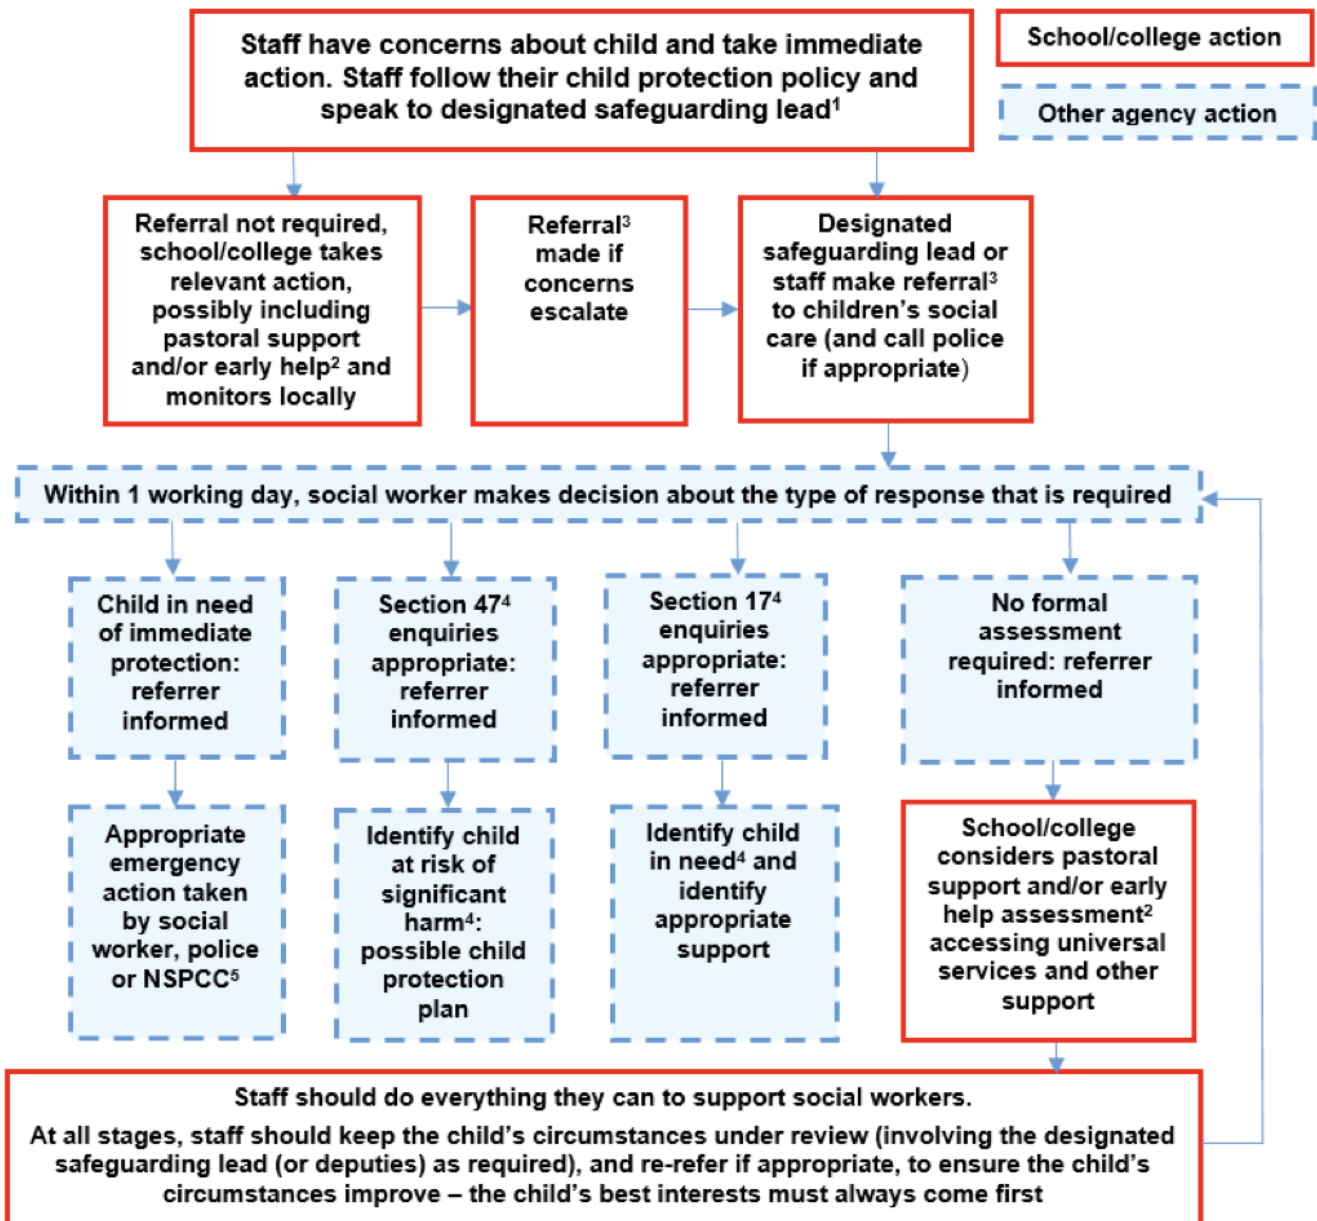 Staff have concerns about child and take immediate
action. Staff follow their child protection policy and
speak to designated safeguarding lead¹
School/college action
Other agency action
Referral not required,
school/college takes
relevant action,
possibly including
pastoral support
and/or early help² and
monitors locally
Referral³
made if
concerns
escalate
Designated
safeguarding lead or
staff make referral³
to children’s social
care (and call police
if appropriate)
Within 1 working day, social worker makes decision about the type of response that is required
Child in need
of immediate
protection:
referrer
informed
Section 47⁴
enquiries
appropriate:
referrer
informed
Section 17⁴
enquiries
appropriate:
referrer
informed
No formal
assessment
required: referrer
informed
Appropriate
emergency
action taken
by social
worker, police
or NSPCC⁵
Identify child
at risk of
significant
harm⁴:
possible child
protection
plan
Identify child
in need⁴ and
identify
appropriate
support
School/college
considers pastoral
support and/or early
help assessment²
accessing universal
services and other
support
Staff should do everything they can to support social workers.
At all stages, staff should keep the child’s circumstances under review (involving the designated
safeguarding lead (or deputies) as required), and re-refer if appropriate, to ensure the child’s
circumstances improve – the child’s best interests must always come first